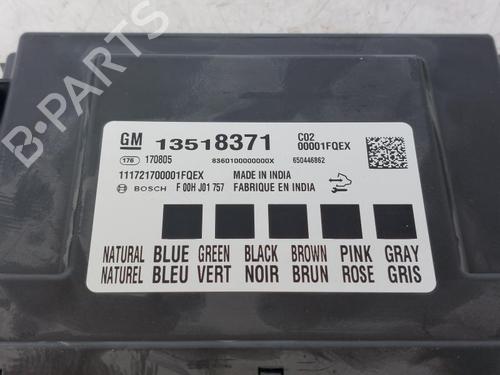 GM 13518371 C02
00001FQEX
176 170805 8360100000000X 650446862
111721700001FQEX MADE IN INDIA
BOSCH F 00H J01 757 FABRIQUE EN INDIA
NATURAL BLUE GREEN BLACK BROWN PINK GRAY
NATUREL BLEU VERT NOIR BRUN ROSE GRIS
B-PARTS